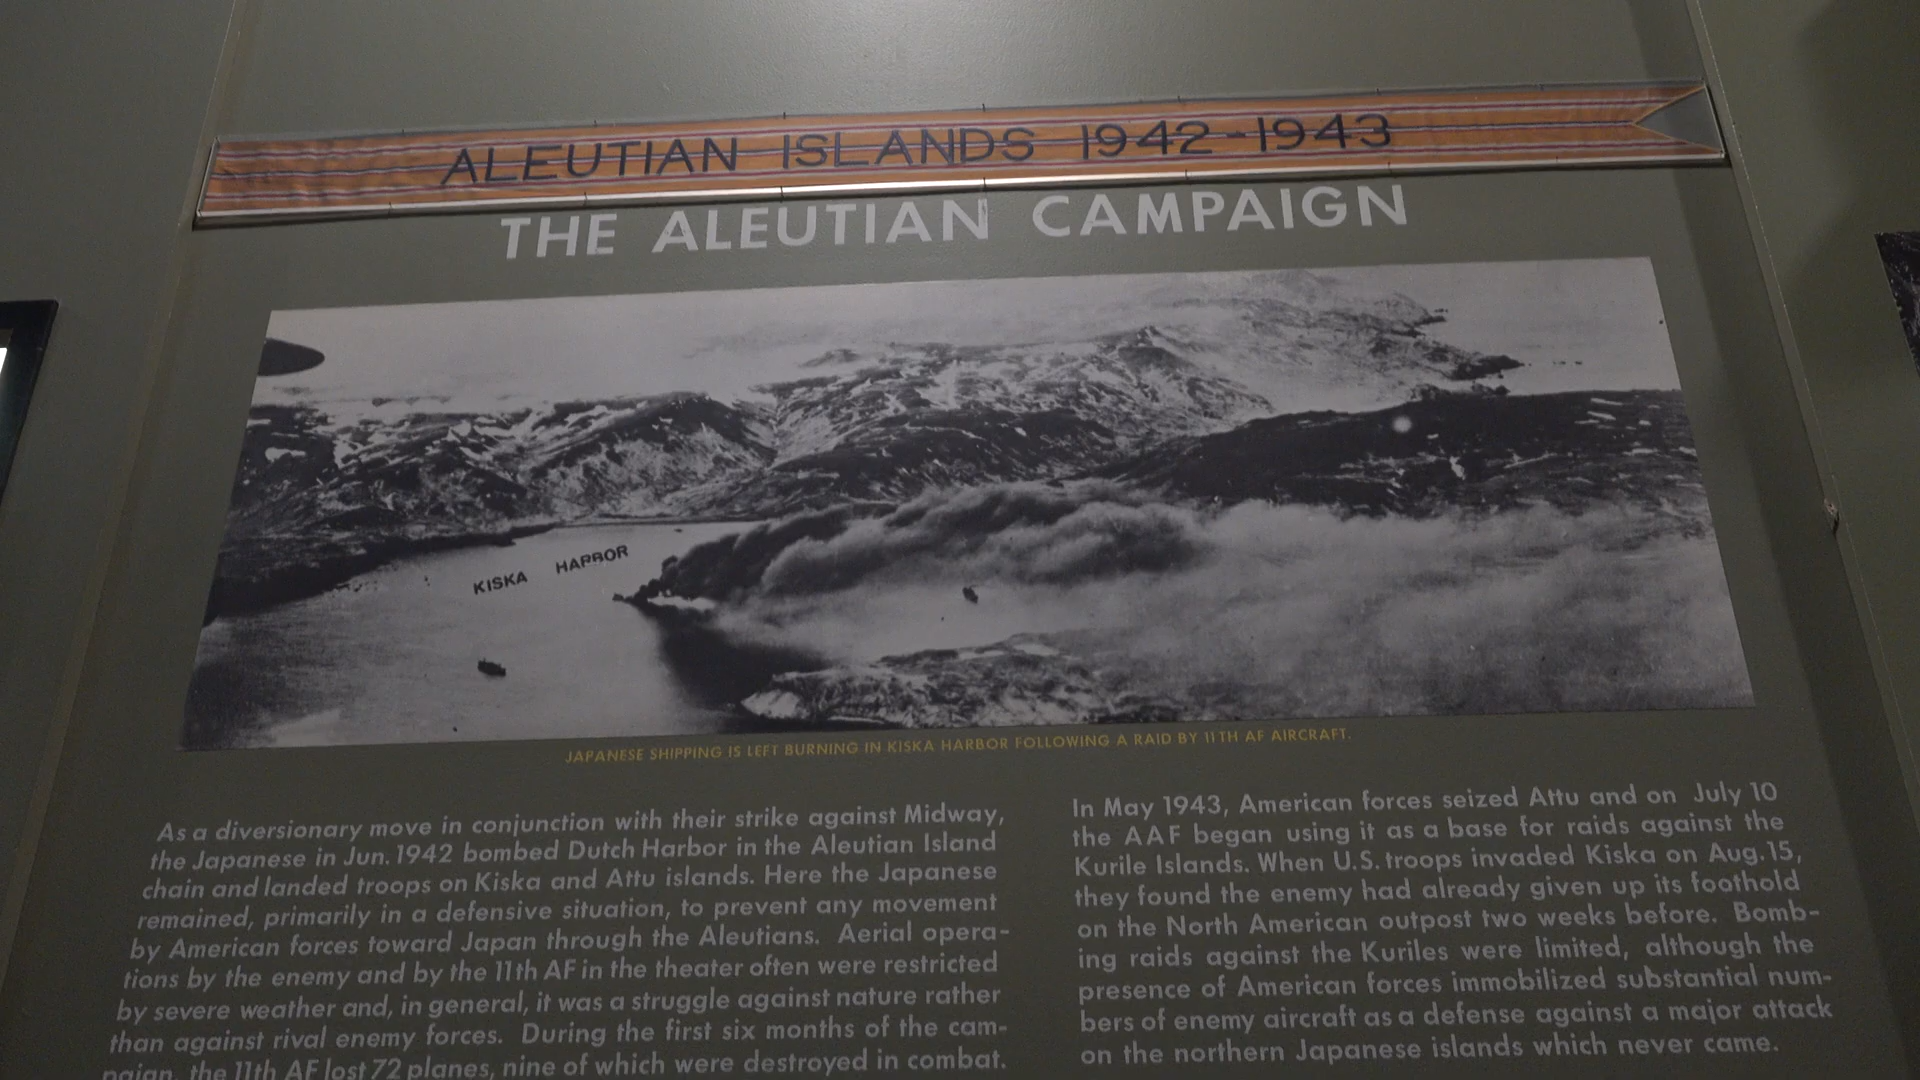 ALEUTIAN ISLANDS 1942-1943
THE ALEUTIAN CAMPAIGN
KISKA HARBOR
JAPANESE SHIPPING IS LEFT BURNING IN KISKA HARBOR FOLLOWING A RAID BY 11TH AF AIRCRAFT.
As a diversionary move in conjunction with their strike against Midway,
the Japanese in Jun. 1942 bombed Dutch Harbor in the Aleutian Island
chain and landed troops on Kiska and Attu islands. Here the Japanese
remained, primarily in a defensive situation, to prevent any movement
by American forces toward Japan through the Aleutians. Aerial opera-
tions by the enemy and by the 11th AF in the theater often were restricted
by severe weather and, in general, it was a struggle against nature rather
than against rival enemy forces. During the first six months of the cam-
paign, the 11th AF lost 72 planes, nine of which were destroyed in combat.
In May 1943, American forces seized Attu and on July 10
the AAF began using it as a base for raids against the
Kurile Islands. When U.S. troops invaded Kiska on Aug. 15,
they found the enemy had already given up its foothold
on the North American outpost two weeks before. Bomb-
ing raids against the Kuriles were limited, although the
presence of American forces immobilized substantial num-
bers of enemy aircraft as a defense against a major attack
on the northern Japanese islands which never came.